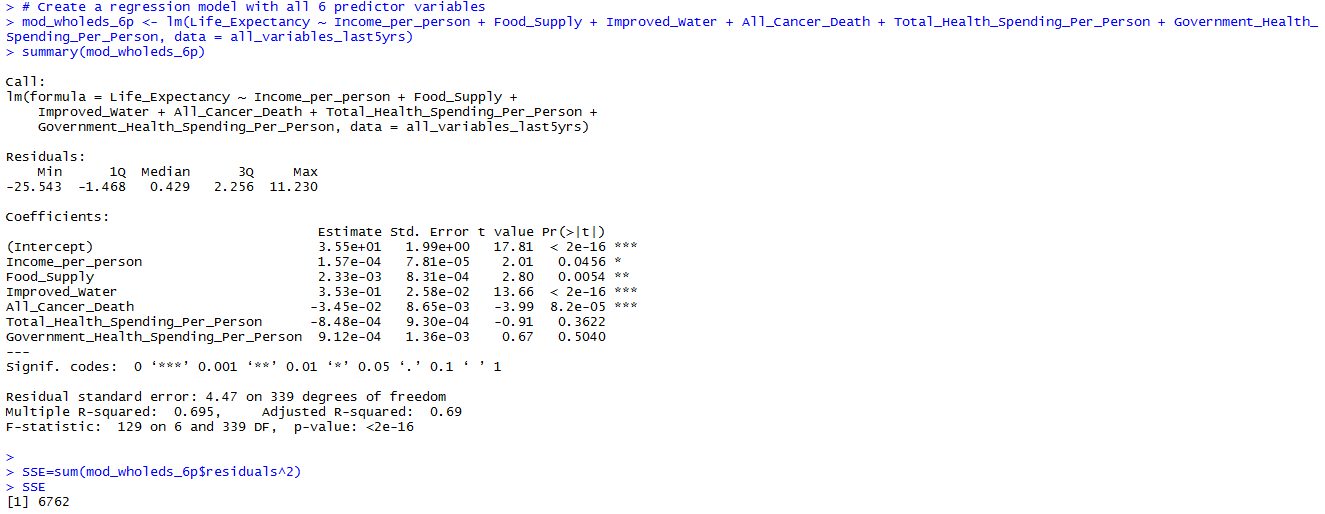 > # Create a regression model with all 6 predictor variables
> mod_wholeds_6p <- lm(Life_Expectancy ~ Income_per_person + Food_Supply + Improved_Water + All_Cancer_Death + Total_Health_Spending_Per_Person + Government_Health_
Spending_Per_Person, data = all_variables_last5yrs)
> summary(mod_wholeds_6p)

Call:
lm(formula = Life_Expectancy ~ Income_per_person + Food_Supply +
    Improved_Water + All_Cancer_Death + Total_Health_Spending_Per_Person +
    Government_Health_Spending_Per_Person, data = all_variables_last5yrs)

Residuals:
    Min      1Q  Median      3Q     Max
-25.543  -1.468   0.429   2.256  11.230

Coefficients:
                                       Estimate Std. Error t value Pr(>|t|)
(Intercept)                            3.55e+01   1.99e+00   17.81  < 2e-16 ***
Income_per_person                      1.57e-04   7.81e-05    2.01   0.0456 *
Food_Supply                            2.33e-03   8.31e-04    2.80   0.0054 **
Improved_Water                         3.53e-01   2.58e-02   13.66  < 2e-16 ***
All_Cancer_Death                      -3.45e-02   8.65e-03   -3.99  8.2e-05 ***
Total_Health_Spending_Per_Person      -8.48e-04   9.30e-04   -0.91   0.3622
Government_Health_Spending_Per_Person  9.12e-04   1.36e-03    0.67   0.5040
---
Signif. codes:  0 ‘***’ 0.001 ‘**’ 0.01 ‘*’ 0.05 ‘.’ 0.1 ‘ ’ 1

Residual standard error: 4.47 on 339 degrees of freedom
Multiple R-squared:  0.695,	Adjusted R-squared:  0.69
F-statistic:  129 on 6 and 339 DF,  p-value: <2e-16

>
> SSE=sum(mod_wholeds_6p$residuals^2)
> SSE
[1] 6762